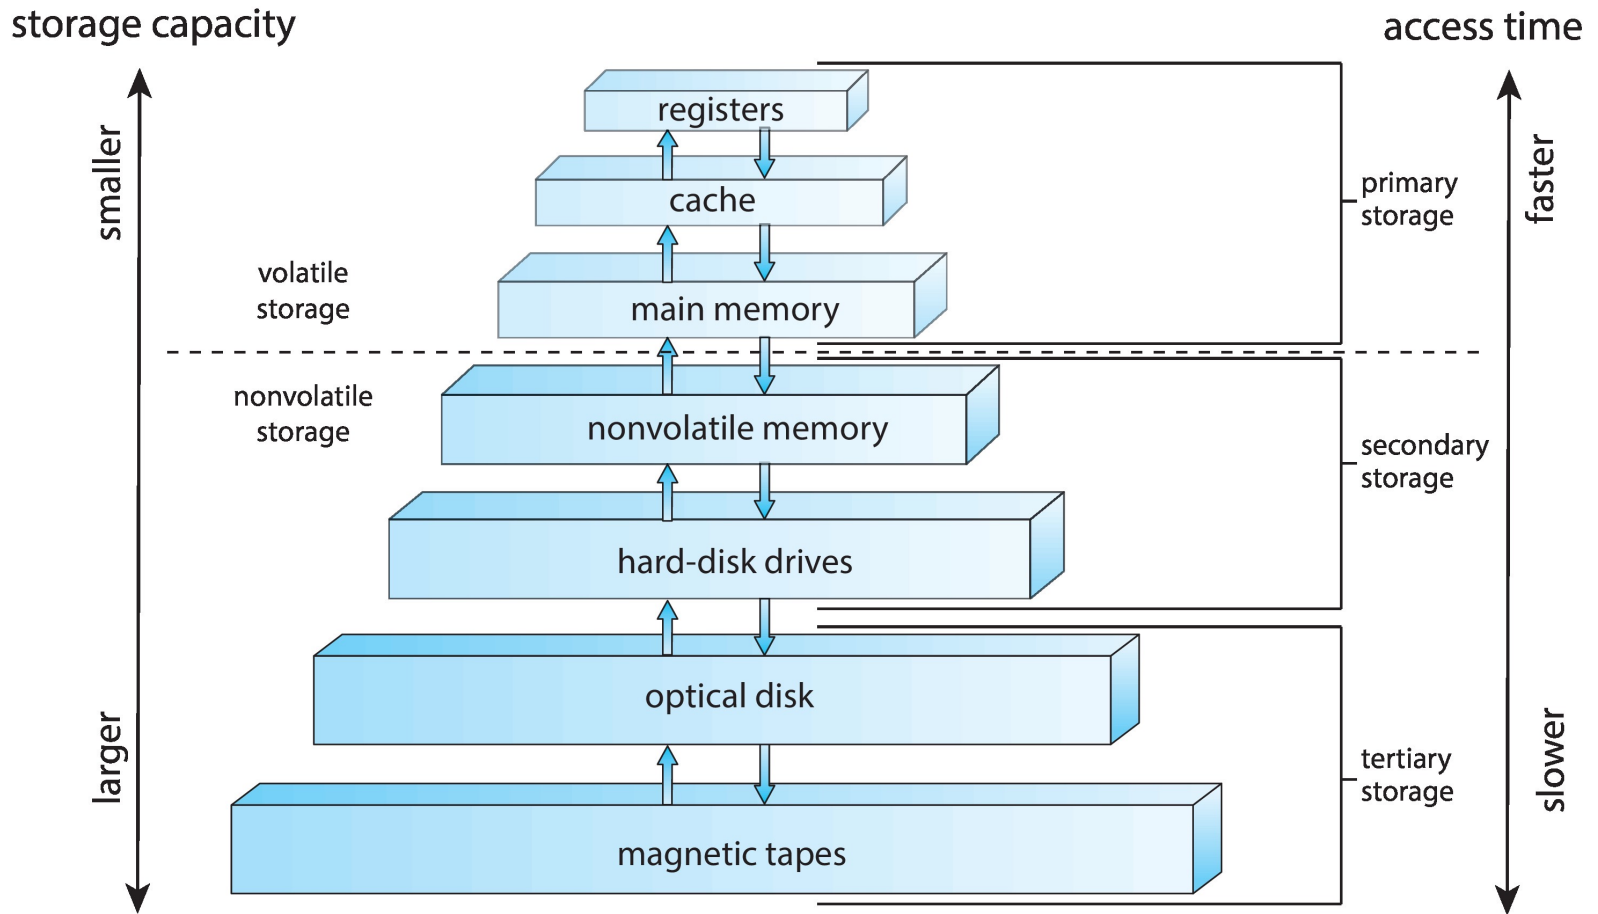 storage capacity
access time
smaller
faster
registers
cache
primary
storage
volatile
storage
main memory
nonvolatile
storage
nonvolatile memory
secondary
storage
hard-disk drives
optical disk
larger
slower
tertiary
storage
magnetic tapes